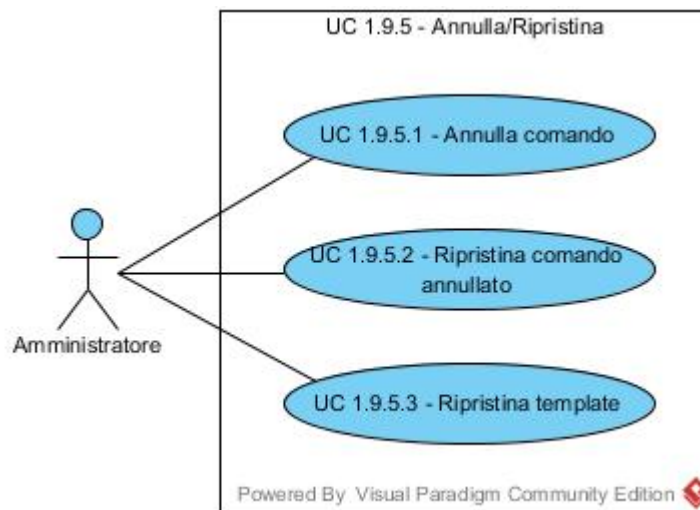 UC 1.9.5 - Annulla/Ripristina
UC 1.9.5.1 - Annulla comando
UC 1.9.5.2 - Ripristina comando
annullato
Amministratore
UC 1.9.5.3 - Ripristina template
Powered By Visual Paradigm Community Edition